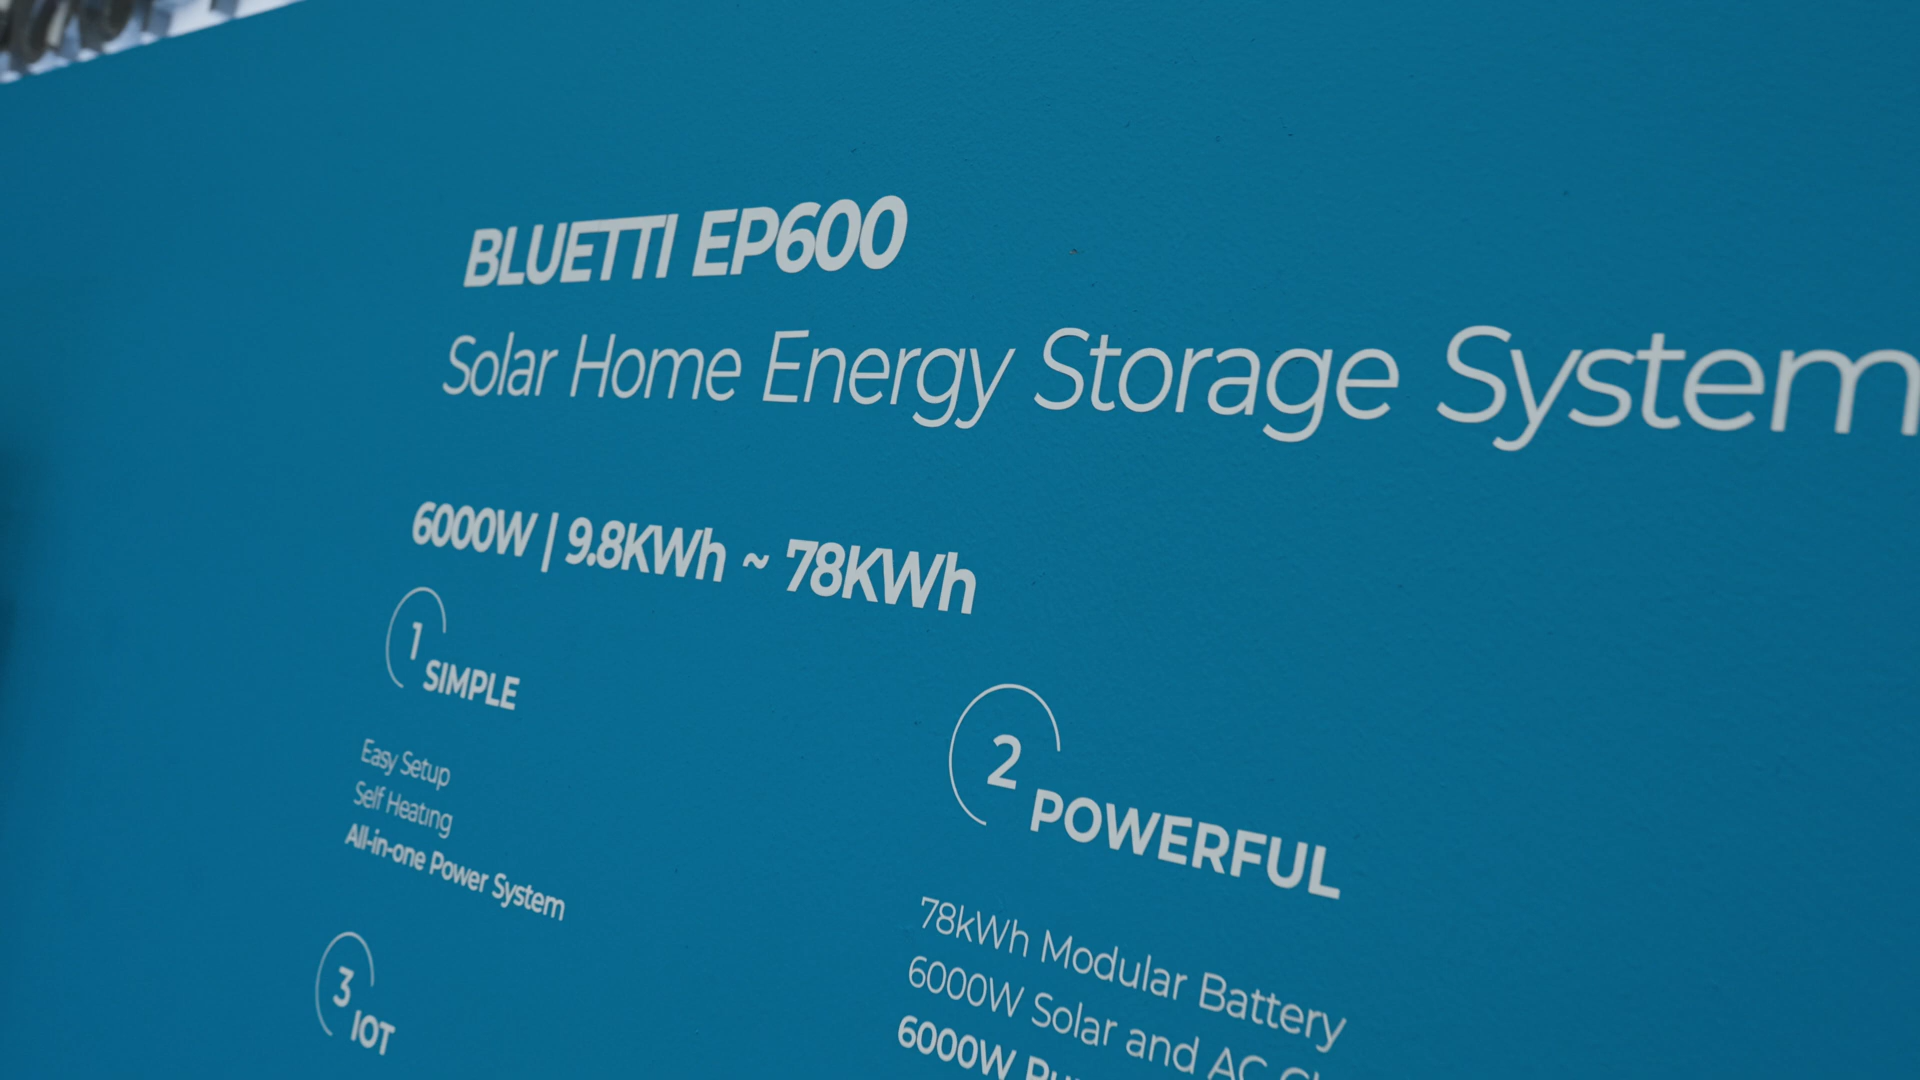 BLUETTI EP600
Solar Home Energy Storage System
6000W | 9.8KWh ~ 78KWh
1 SIMPLE
Easy Setup
Self Heating
All-in-one Power System
2 POWERFUL
78kWh Modular Battery
6000W Solar and AC
6000W
3 IOT